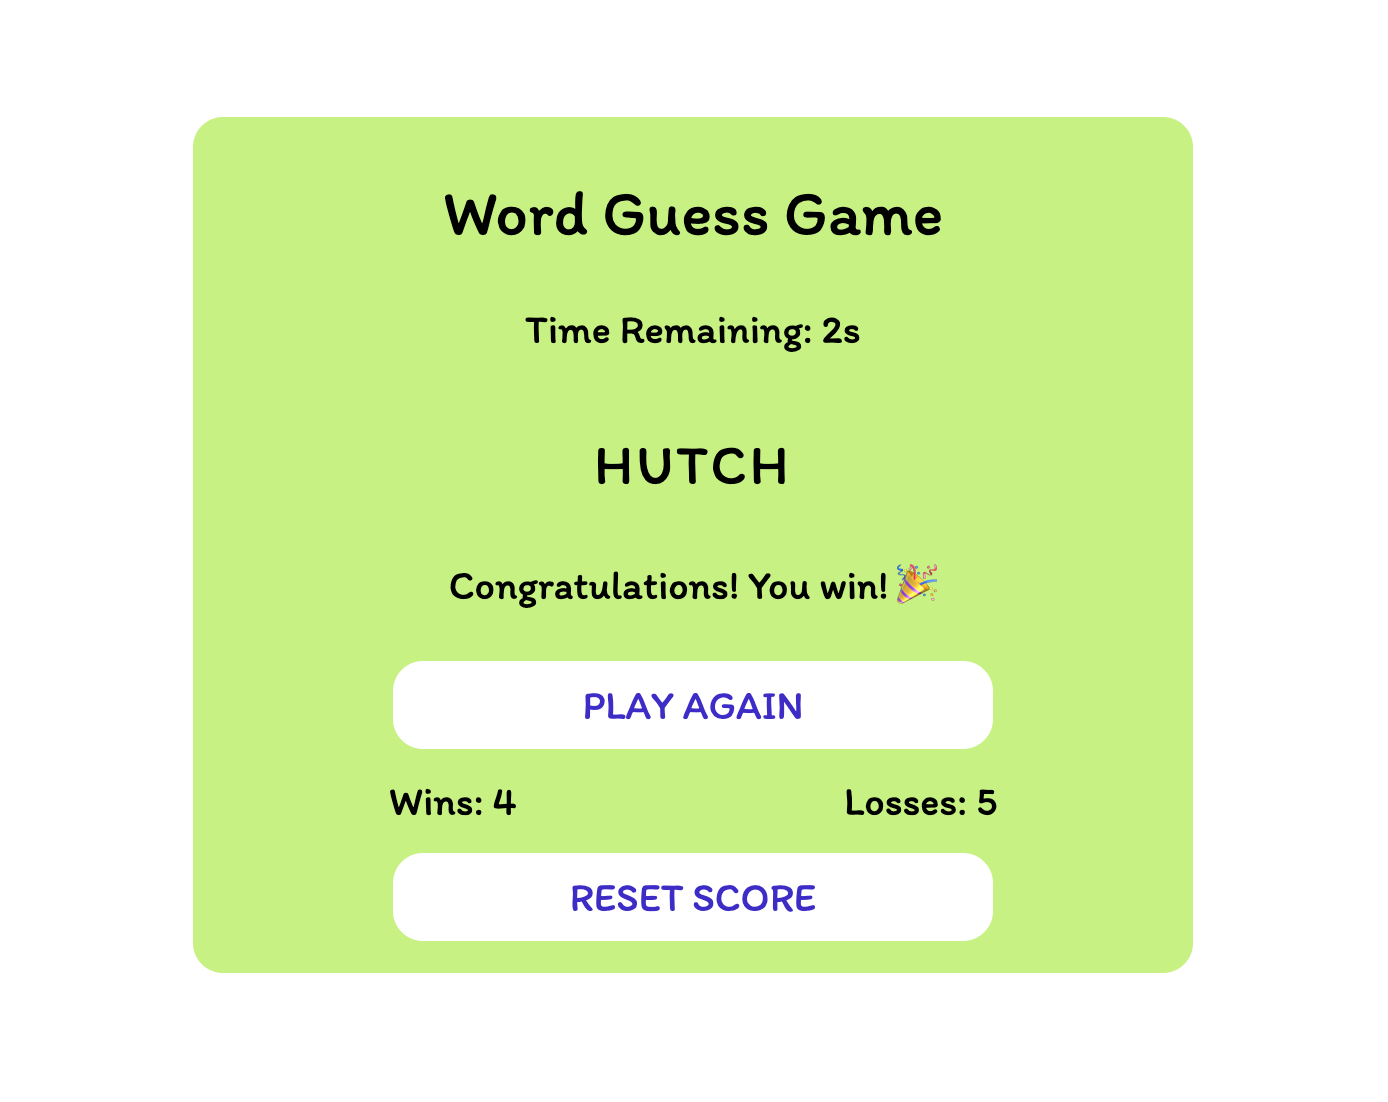 Word Guess Game
Time Remaining: 2s
HUTCH
Congratulations! You win! 🎉
PLAY AGAIN
Wins: 4 Losses: 5
RESET SCORE